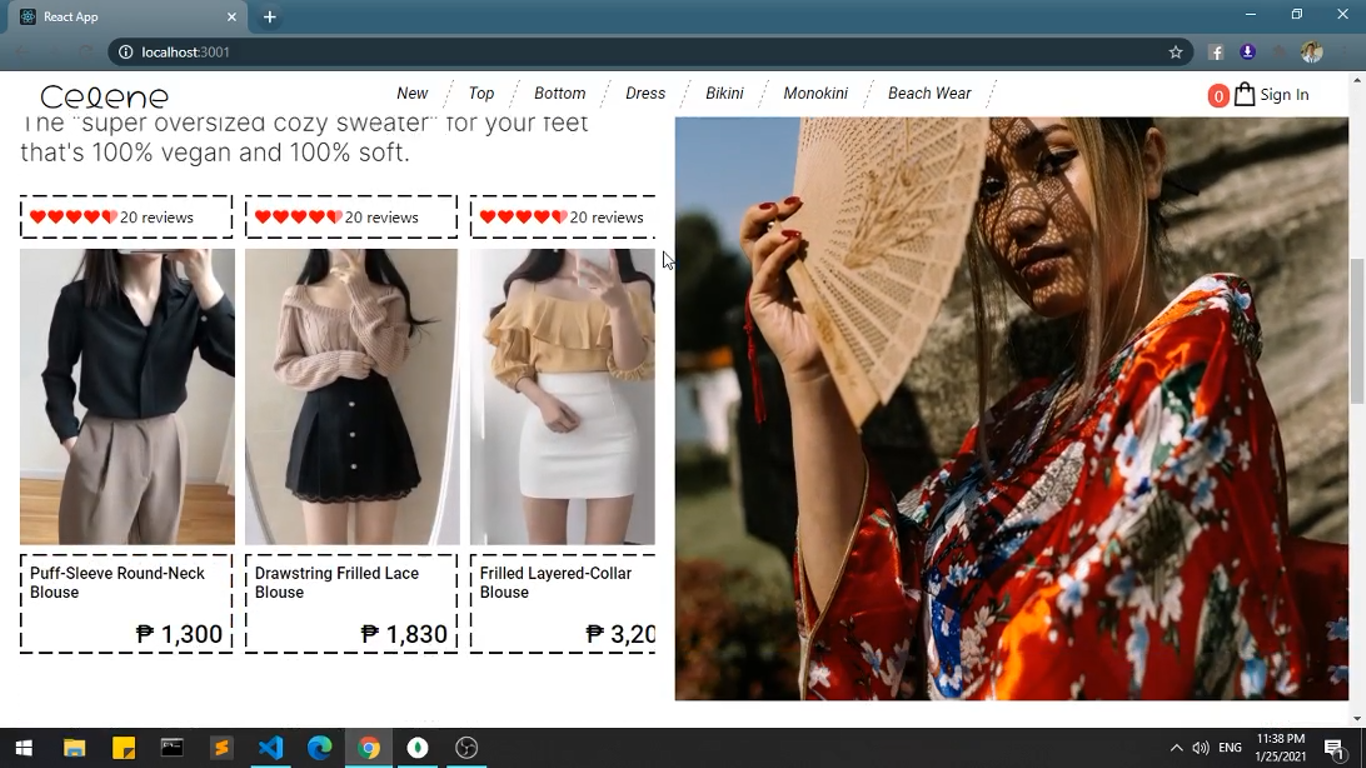 React App
localhost:3001
Celene
New
Top
Bottom
Dress
Bikini
Monokini
Beach Wear
0
Sign In
The "super oversized cozy sweater" for your feet
that's 100% vegan and 100% soft.
20 reviews
20 reviews
20 reviews
Puff-Sleeve Round-Neck
Blouse
₱ 1,300
Drawstring Frilled Lace
Blouse
₱ 1,830
Frilled Layered-Collar
Blouse
₱ 3,20
ENG
11:38 PM
1/25/2021
1